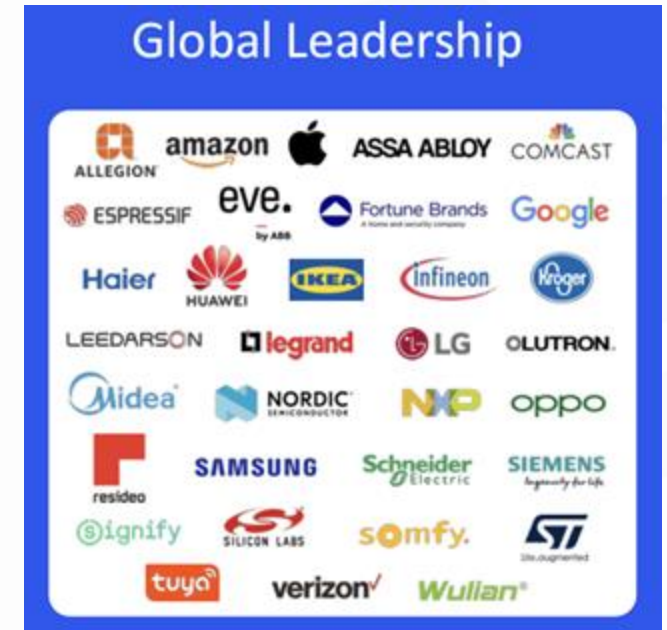 Global Leadership
ALLEGION
amazon
ASSA ABLOY
COMCAST
ESPRESSIF
eve.
by ABB
Fortune Brands
A home and security company
Google
Haier
HUAWEI
IKEA
infineon
Kroger
LEEDARSON
legrand
LG
LUTRON
Midea
NORDIC
SEMICONDUCTOR
NXP
oppo
resideo
SAMSUNG
Schneider
Electric
SIEMENS
Ingenuity for life
signify
SILICON LABS
somfy.
ST
life.augmented
tuya
verizon
Wulian